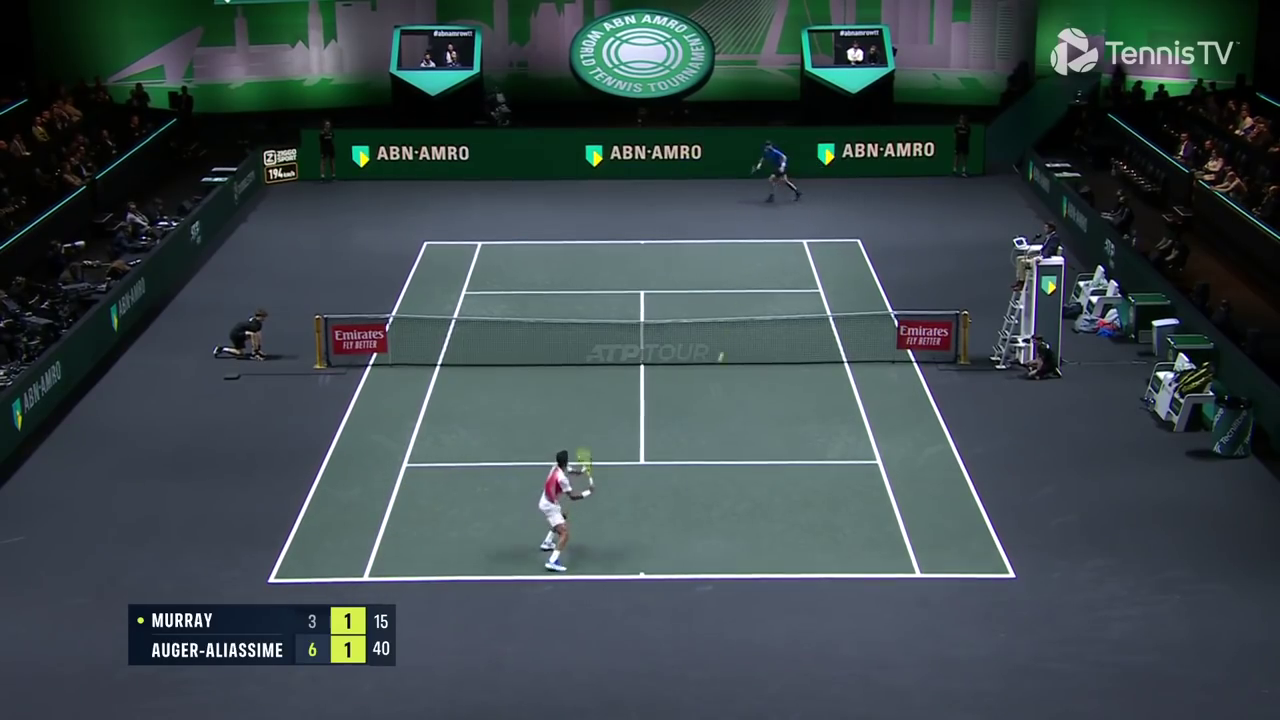 #abnamrowtt
ABN AMRO
WORLD TENNIS TOURNAMENT
#abnamrowtt
TennisTV
ABN·AMRO
ABN·AMRO
ABN·AMRO
ZIGGO
SPORT
194 km/h
Emirates
FLY BETTER
ATP TOUR
Emirates
FLY BETTER
ABN·AMRO
ABN·AMRO
MURRAY 3 1 15
AUGER-ALIASSIME 6 1 40